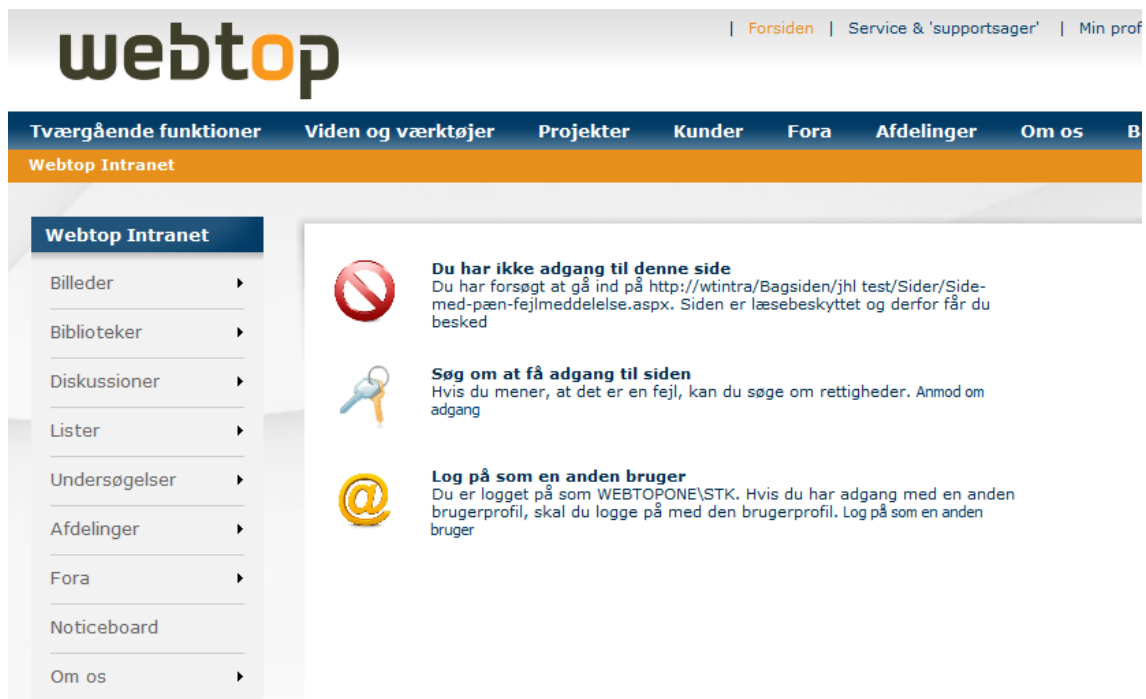 webtop
| Forsiden | Service & 'supportsager' | Min prof
Tværgående funktioner Viden og værktøjer Projekter Kunder Fora Afdelinger Om os B
Webtop Intranet
Webtop Intranet
Billeder
Biblioteker
Diskussioner
Lister
Undersøgelser
Afdelinger
Fora
Noticeboard
Om os
Du har ikke adgang til denne side
Du har forsøgt at gå ind på http://wtintra/Bagsiden/jhl test/Sider/Side-
med-pæn-fejlmeddelelse.aspx. Siden er læsebeskyttet og derfor får du
besked
Søg om at få adgang til siden
Hvis du mener, at det er en fejl, kan du søge om rettigheder. Anmod om
adgang
Log på som en anden bruger
Du er logget på som WEBTOPONE\STK. Hvis du har adgang med en anden
brugerprofil, skal du logge på med den brugerprofil. Log på som en anden
bruger